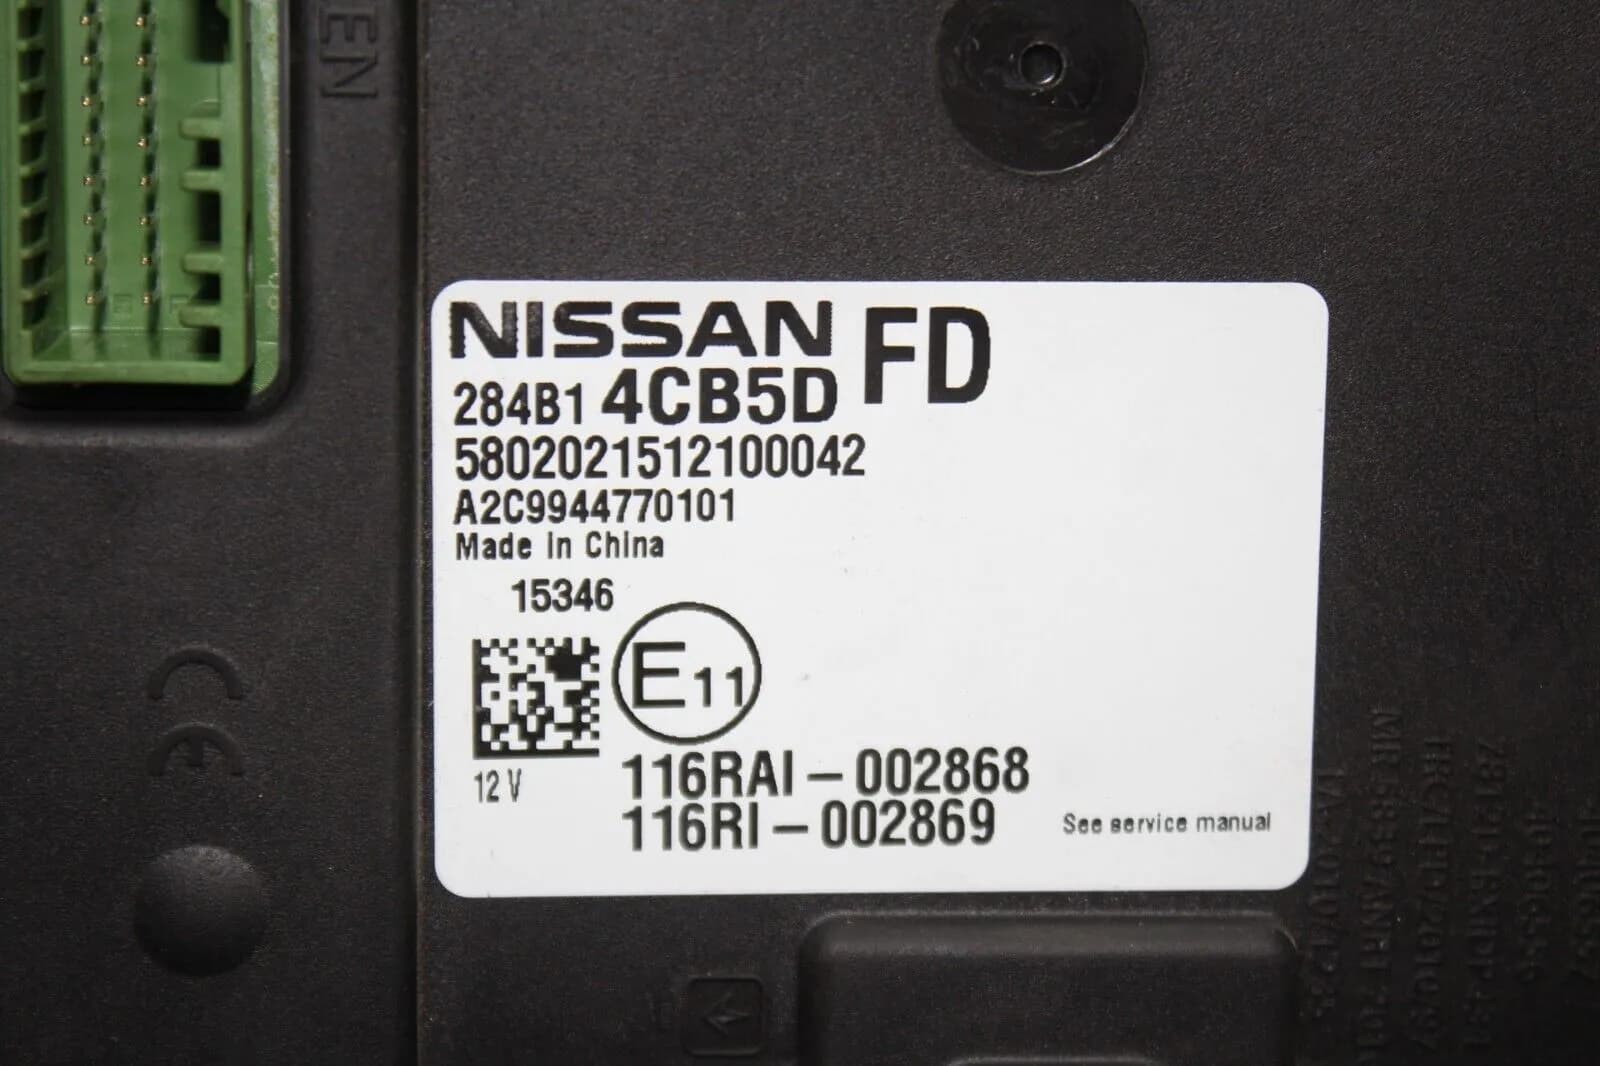 EN
NISSAN FD
284B1 4CB5D
5802021512100042
A2C9944770101
Made in China
15346
E11
12 V
116RAI – 002868
116RI – 002869
See service manual
CE